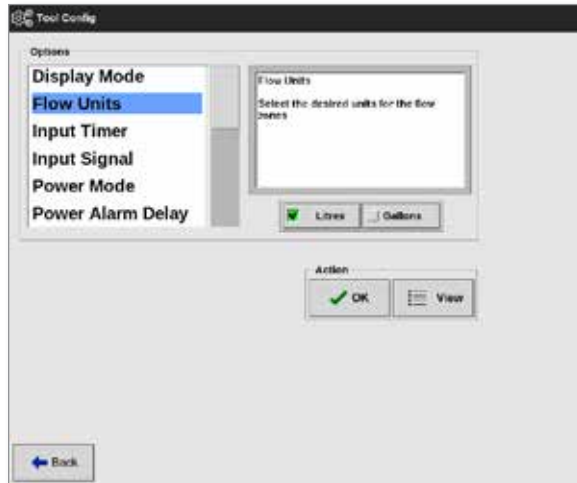 Tool Config
Options
Display Mode
Flow Units
Input Timer
Input Signal
Power Mode
Power Alarm Delay
Flow Units
Select the desired units for the flow
zones
Litres
Gallons
Action
OK
View
Back